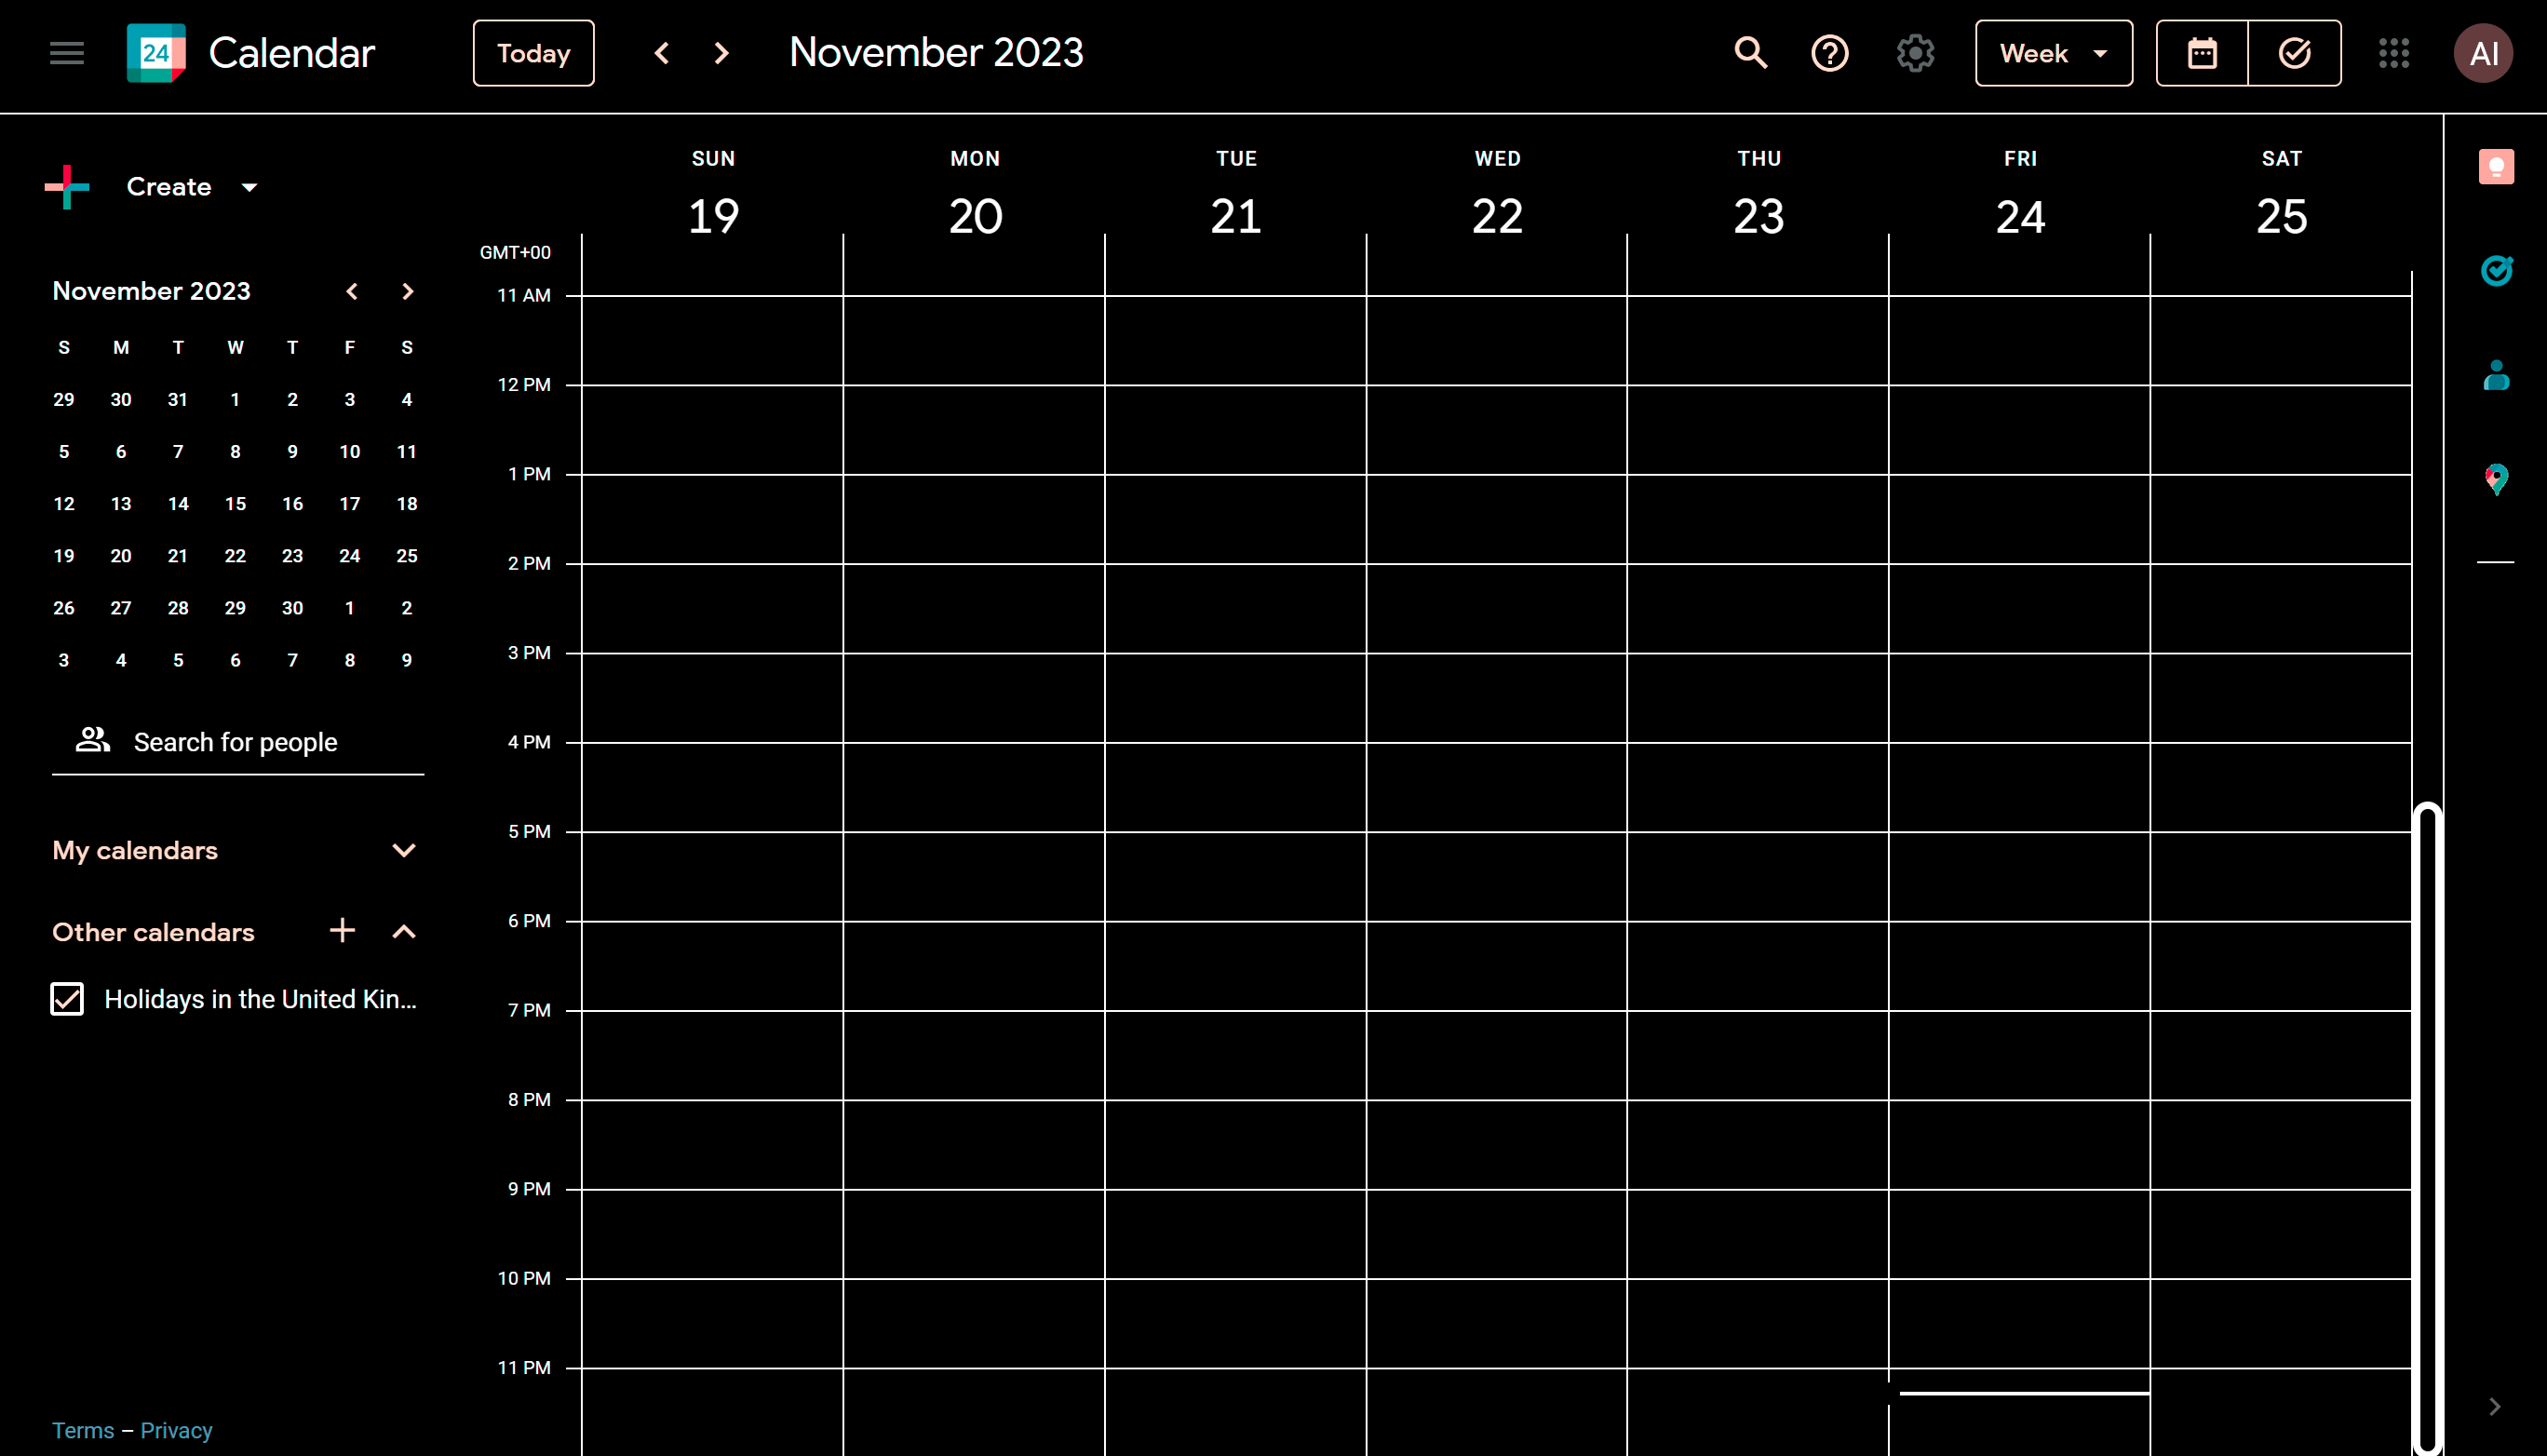 24 Calendar Today November 2023 Week AI
Create
November 2023
S M T W T F S
29 30 31 1 2 3 4
5 6 7 8 9 10 11
12 13 14 15 16 17 18
19 20 21 22 23 24 25
26 27 28 29 30 1 2
3 4 5 6 7 8 9
Search for people
My calendars
Other calendars
Holidays in the United Kin...
Terms – Privacy
SUN MON TUE WED THU FRI SAT
19 20 21 22 23 24 25
GMT+00
11 AM
12 PM
1 PM
2 PM
3 PM
4 PM
5 PM
6 PM
7 PM
8 PM
9 PM
10 PM
11 PM